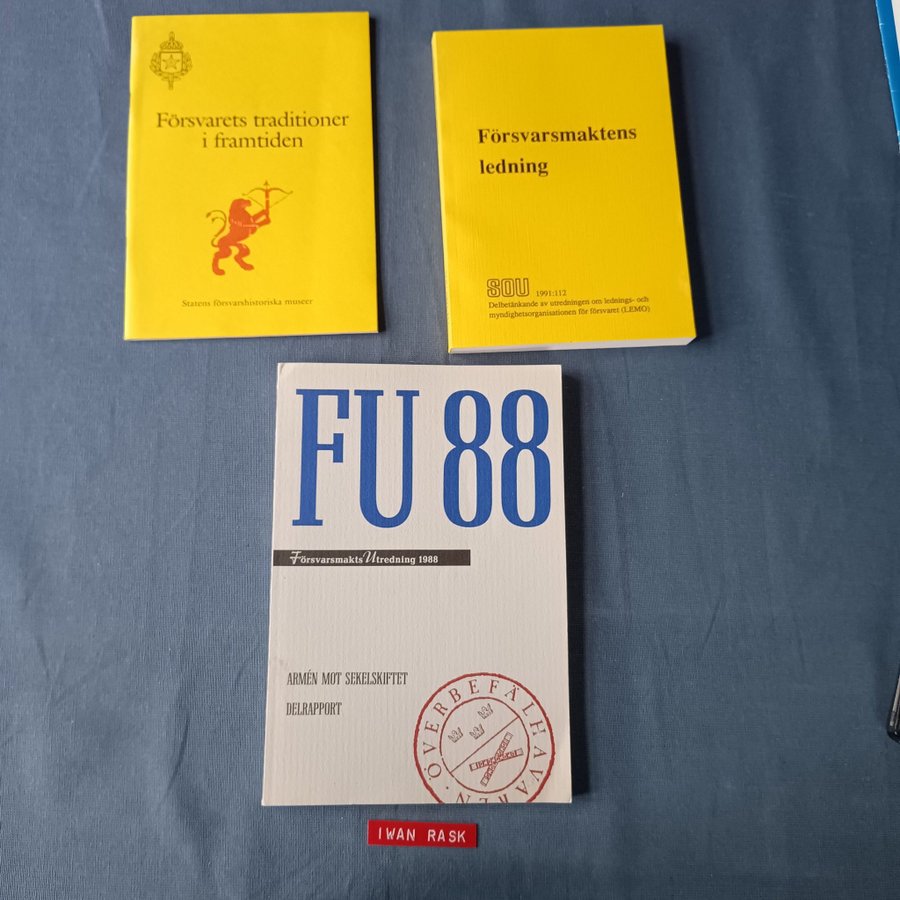 Försvarets traditioner
i framtiden
Statens försvarshistoriska museer
Försvarsmaktens
ledning
SOU 1991:112
Delbetänkande av utredningen om lednings- och
myndighetsorganisationen för försvaret (LEMO)
FU 88
FörsvarsmaktsUtredning 1988
ARMÉN MOT SEKELSKIFTET
DELRAPPORT
ÖVERBEFÄLHAVAREN
IWAN RASK